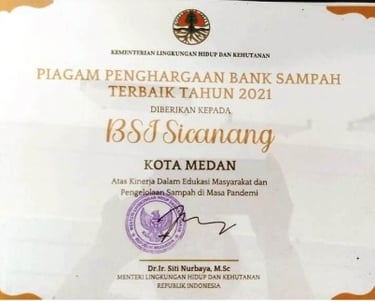 KEMENTERIAN LINGKUNGAN HIDUP DAN KEHUTANAN
PIAGAM PENGHARGAAN BANK SAMPAH
TERBAIK TAHUN 2021
DIBERIKAN KEPADA
BSI Sicanang
KOTA MEDAN
Atas Kinerja Dalam Edukasi Masyarakat dan
Pengelolaan Sampah di Masa Pandemi
Dr.Ir. Siti Nurbaya, M.Sc
MENTERI LINGKUNGAN HIDUP DAN KEHUTANAN
REPUBLIK INDONESIA